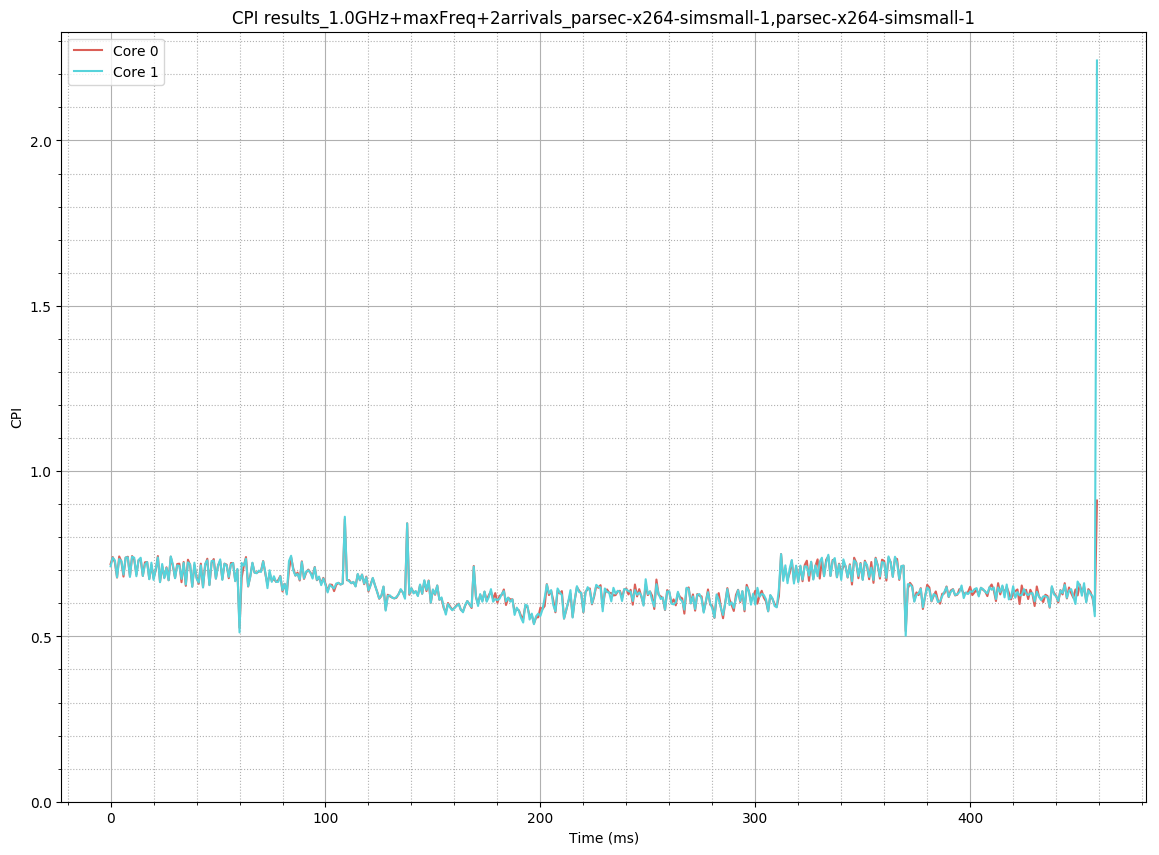 CPI results_1.0GHz+maxFreq+2arrivals_parsec-x264-simsmall-1,parsec-x264-simsmall-1
Core 0
Core 1
2.0
1.5
1.0
0.5
0.0
CPI
0 100 200 300 400
Time (ms)